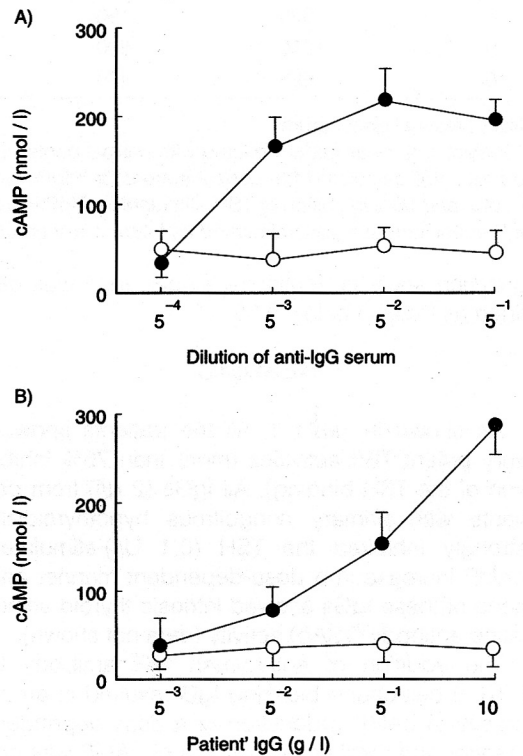 A)
300
200
100
0
cAMP (nmol / l)
5⁻⁴ 5⁻³ 5⁻² 5⁻¹
Dilution of anti-IgG serum
B)
300
200
100
0
cAMP (nmol / l)
5⁻³ 5⁻² 5⁻¹ 10
Patient' IgG (g / l)